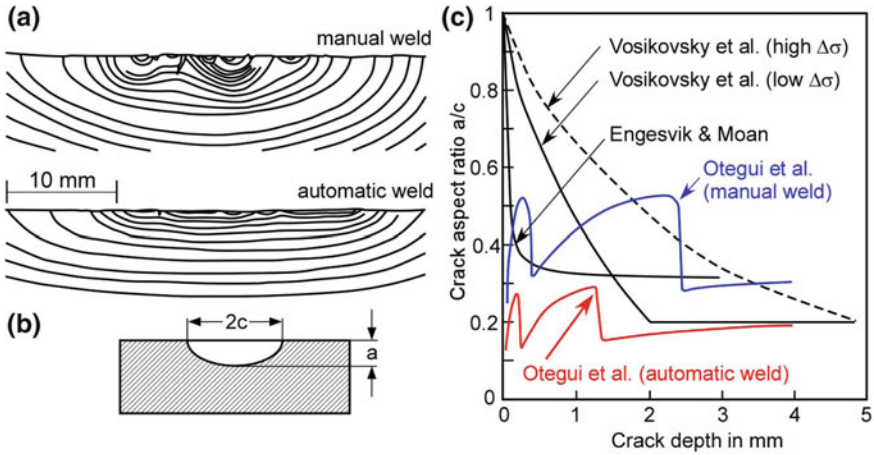 (a)
manual weld
10 mm
automatic weld
(b)
2c
a
(c)
Crack aspect ratio a/c
1
0.8
0.6
0.4
0.2
0
0
1
2
3
4
5
Crack depth in mm
Vosikovsky et al. (high Δσ)
Vosikovsky et al. (low Δσ)
Engesvik & Moan
Otegui et al.
(manual weld)
Otegui et al. (automatic weld)